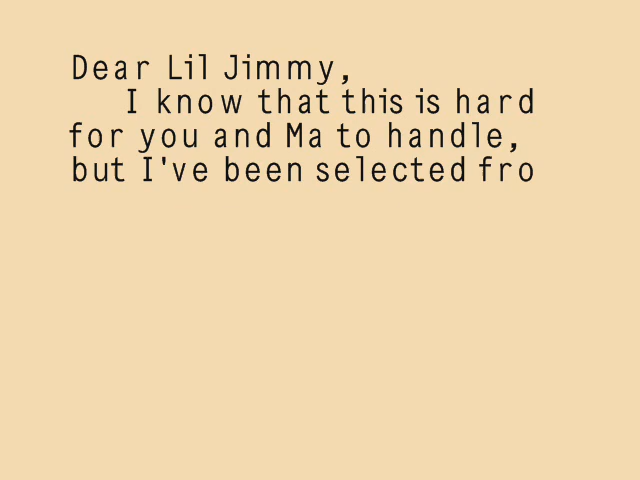 Dear Lil Jimmy,
I know that this is hard
for you and Ma to handle,
but I've been selected fro